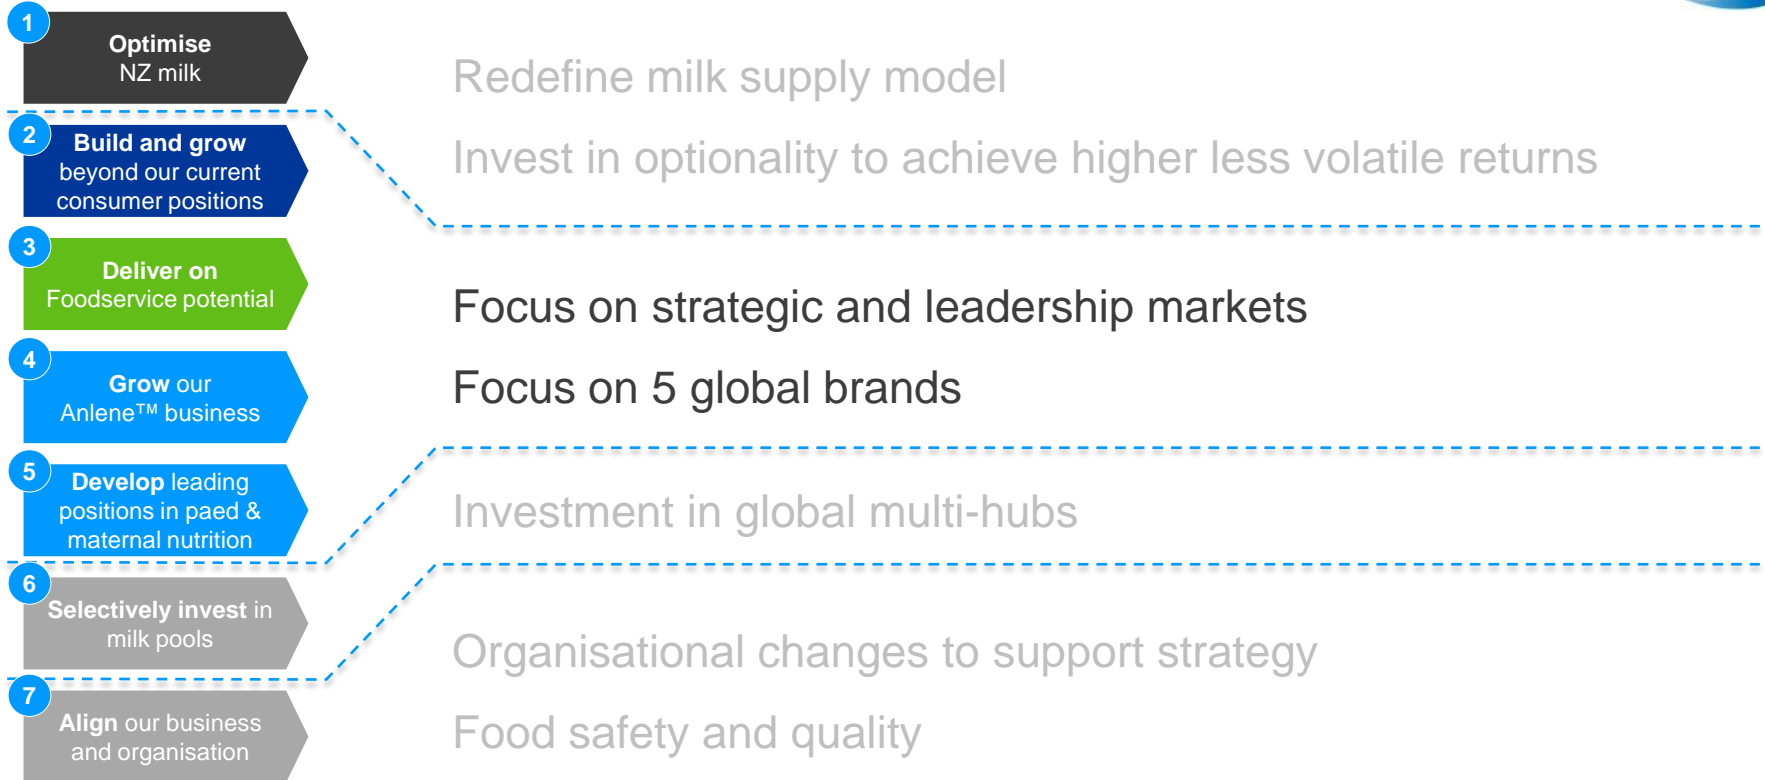 1
Optimise
NZ milk
Redefine milk supply model
2
Build and grow
beyond our current
consumer positions
Invest in optionality to achieve higher less volatile returns
3
Deliver on
Foodservice potential
Focus on strategic and leadership markets
4
Grow our
Anlene™ business
Focus on 5 global brands
5
Develop leading
positions in paed &
maternal nutrition
Investment in global multi-hubs
6
Selectively invest in
milk pools
Organisational changes to support strategy
7
Align our business
and organisation
Food safety and quality